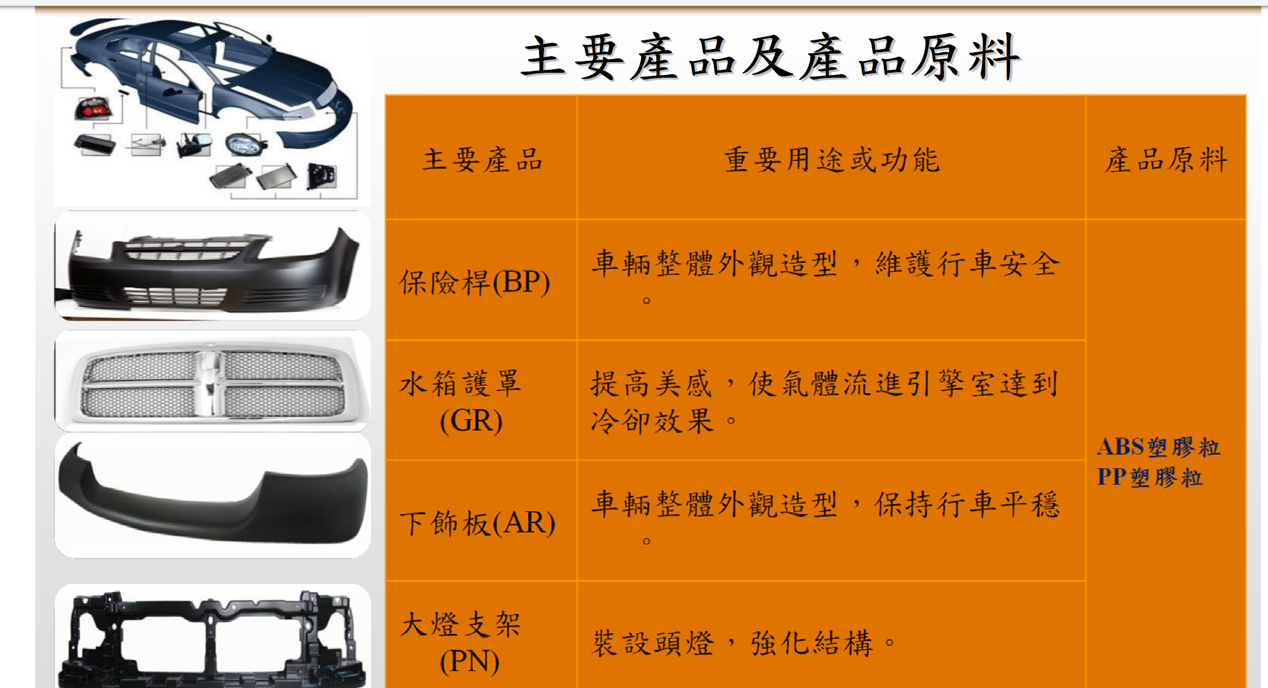 主要產品及產品原料
主要產品 重要用途或功能 產品原料
保險桿(BP)
車輛整體外觀造型，維護行車安全
。
水箱護罩
(GR)
提高美感，使氣體流進引擎室達到
冷卻效果。
下飾板(AR)
車輛整體外觀造型，保持行車平穩
。
大燈支架
(PN)
裝設頭燈，強化結構。
ABS塑膠粒
PP塑膠粒